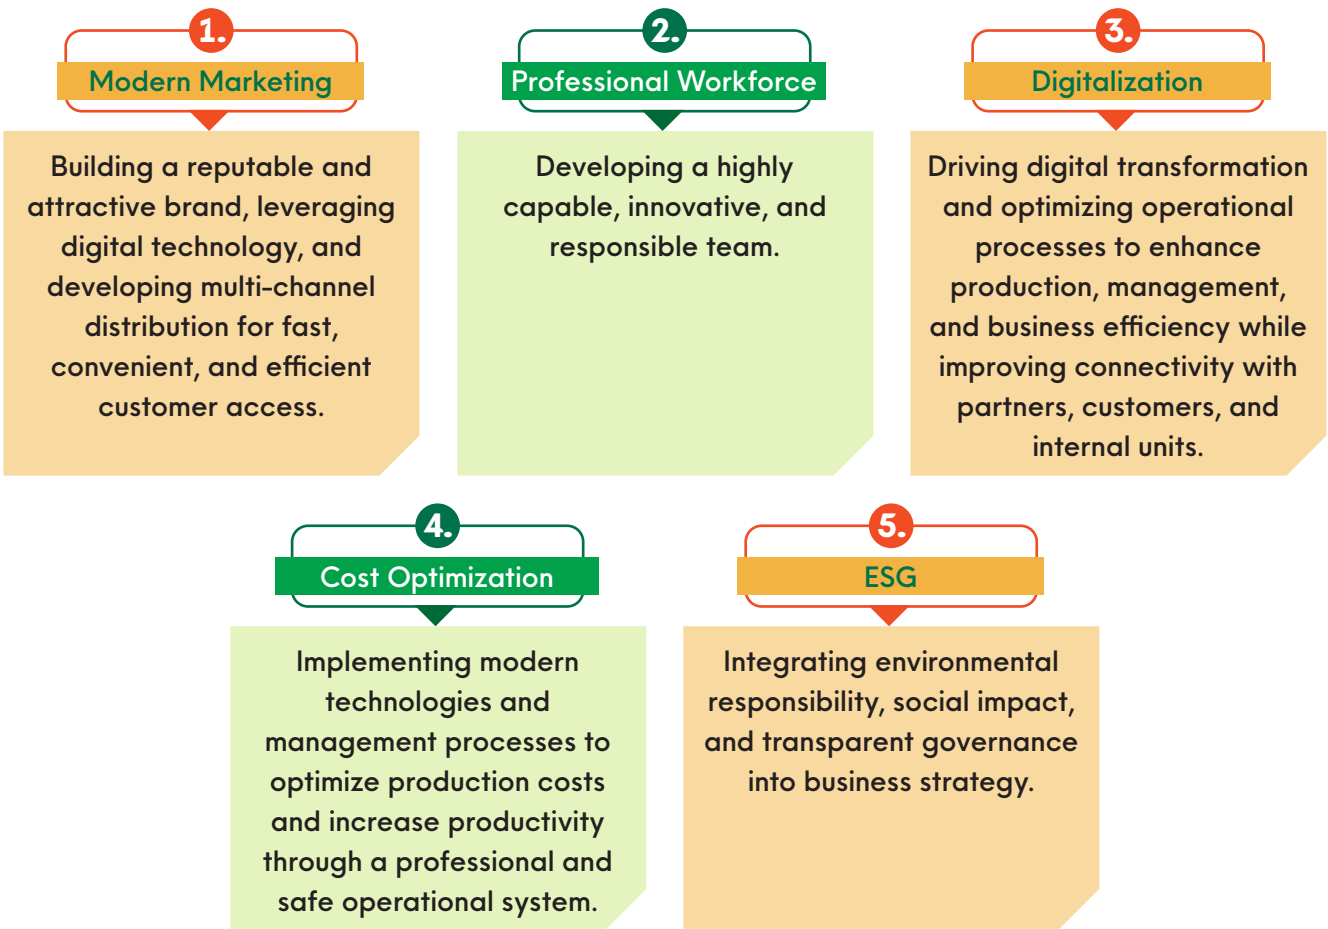 1.
Modern Marketing
Building a reputable and
attractive brand, leveraging
digital technology, and
developing multi-channel
distribution for fast,
convenient, and efficient
customer access.
2.
Professional Workforce
Developing a highly
capable, innovative, and
responsible team.
3.
Digitalization
Driving digital transformation
and optimizing operational
processes to enhance
production, management,
and business efficiency while
improving connectivity with
partners, customers, and
internal units.
4.
Cost Optimization
Implementing modern
technologies and
management processes to
optimize production costs
and increase productivity
through a professional and
safe operational system.
5.
ESG
Integrating environmental
responsibility, social impact,
and transparent governance
into business strategy.